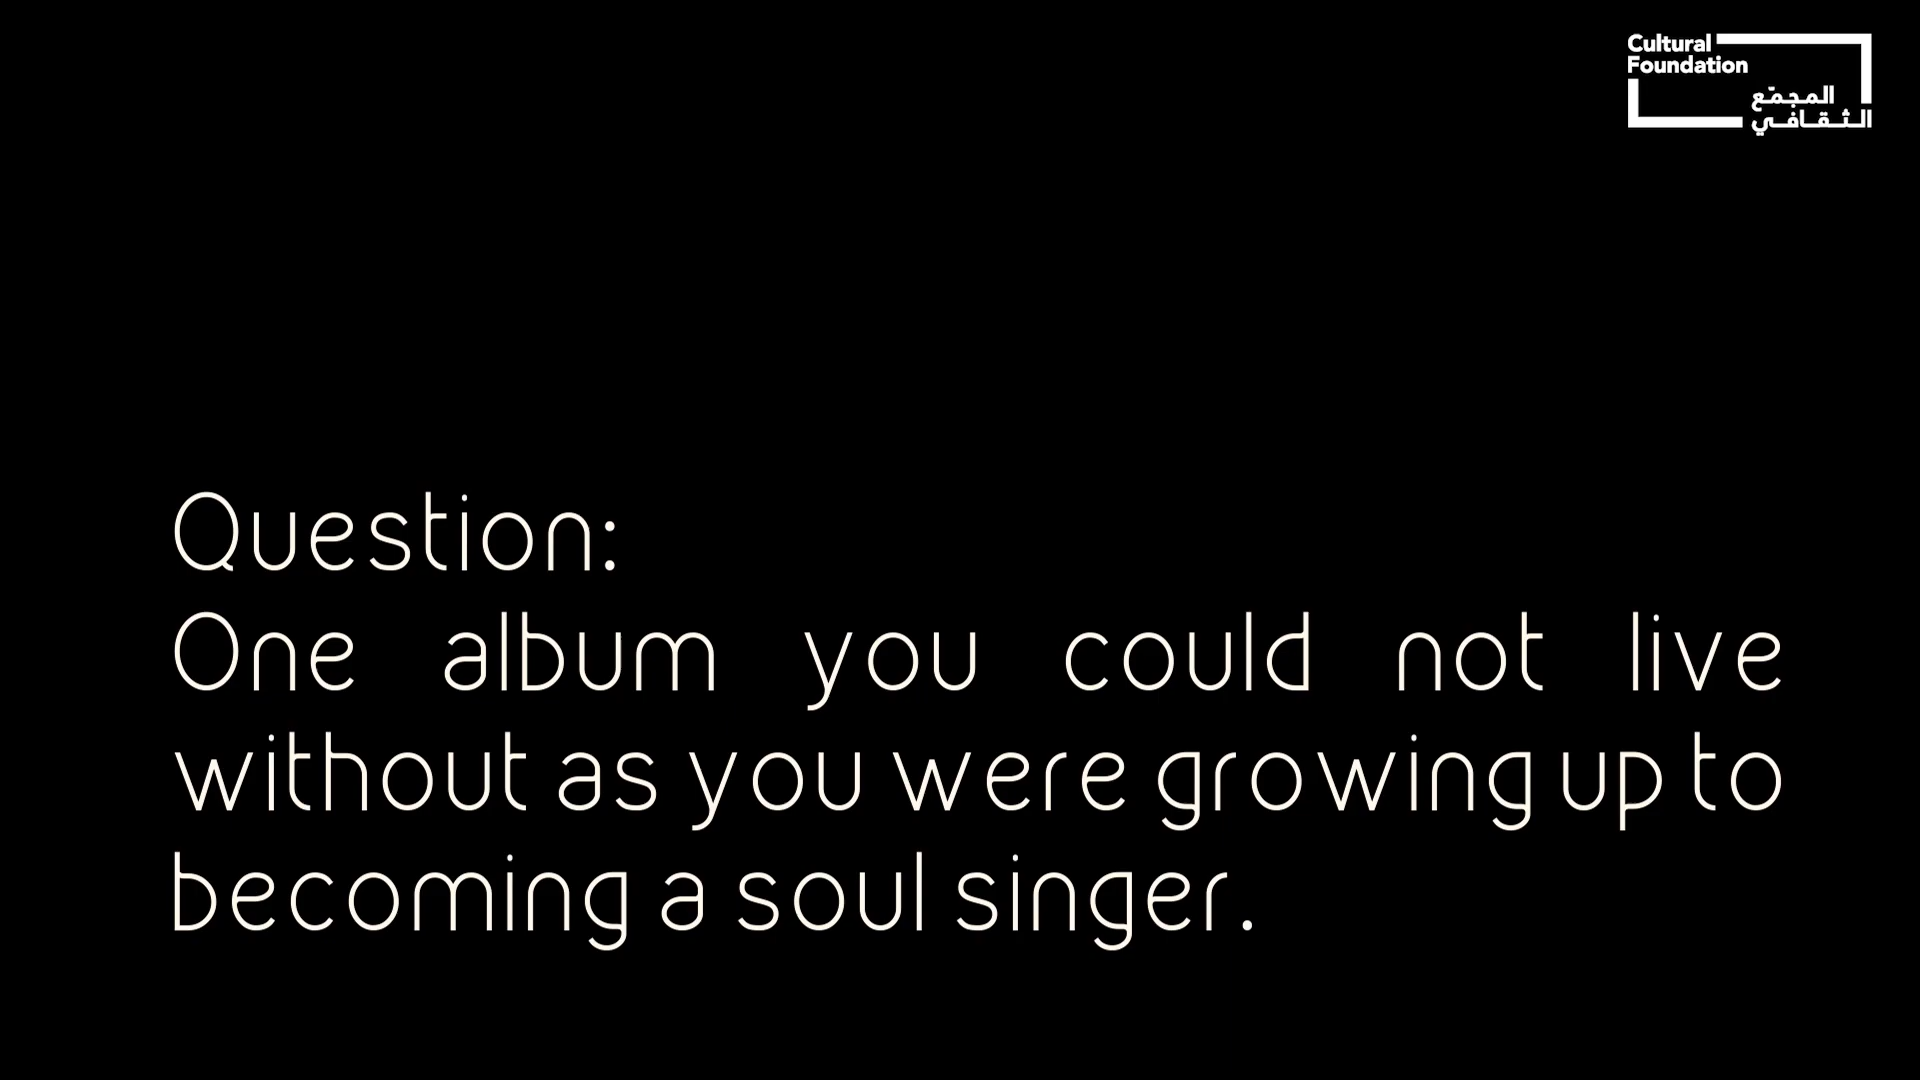 Cultural
Foundation
المجمّع
الثقافي
Question:
One album you could not live
without as you were growing up to
becoming a soul singer.